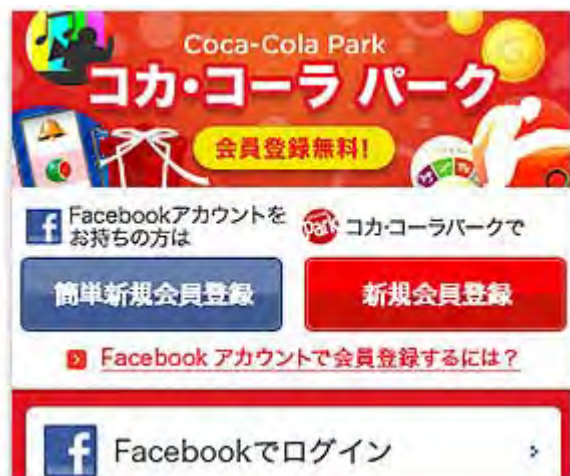 Coca-Cola Park
コカ・コーラ パーク
会員登録無料!
Facebookアカウントを
お持ちの方は
Park
コカ・コーラパークで
簡単新規会員登録
新規会員登録
Facebook アカウントで会員登録するには?
Facebookでログイン